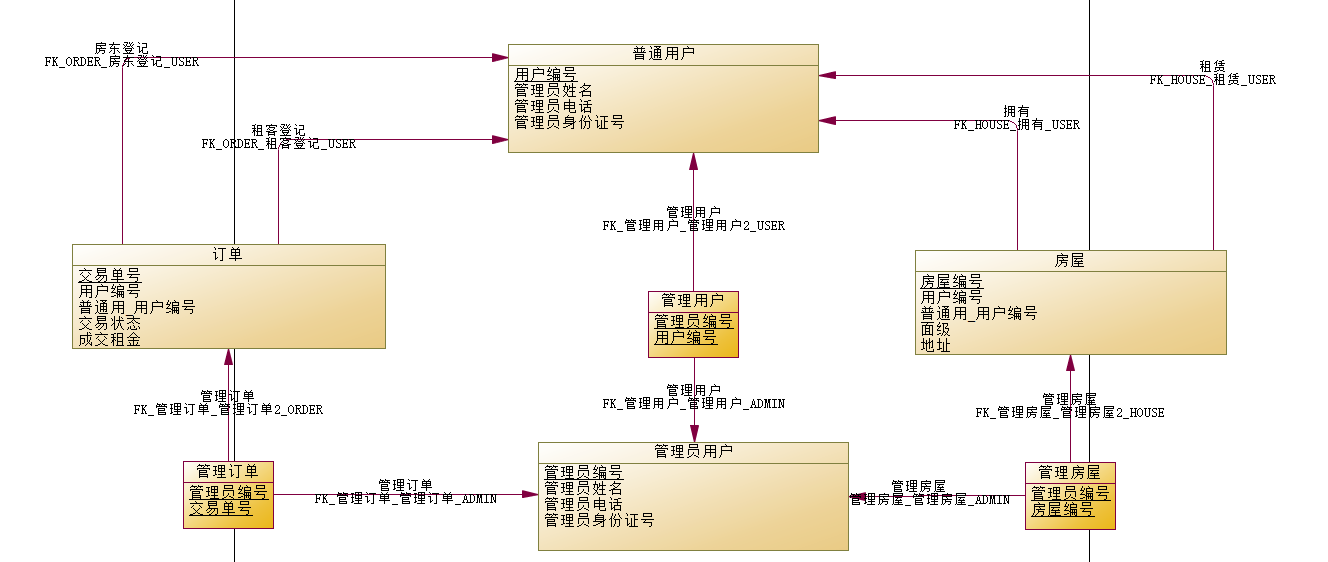 房东登记
FK_ORDER_房东登记_USER
租客登记
FK_ORDER_租客登记_USER
普通用户
用户编号
管理员姓名
管理员电话
管理员身份证号
租赁
FK_HOUSE_租赁_USER
拥有
FK_HOUSE_拥有_USER
管理用户
FK_管理用户_管理用户2_USER
订单
交易单号
用户编号
普通用_用户编号
交易状态
成交租金
管理用户
管理员编号
用户编号
房屋
房屋编号
用户编号
普通用_用户编号
面级
地址
管理订单
FK_管理订单_管理订单2_ORDER
管理用户
FK_管理用户_管理用户_ADMIN
管理房屋
FK_管理房屋_管理房屋2_HOUSE
管理订单
管理员编号
交易单号
管理订单
FK_管理订单_管理订单_ADMIN
管理员用户
管理员编号
管理员姓名
管理员电话
管理员身份证号
管理房屋
管理房屋_管理房屋_ADMIN
管理房屋
管理员编号
房屋编号